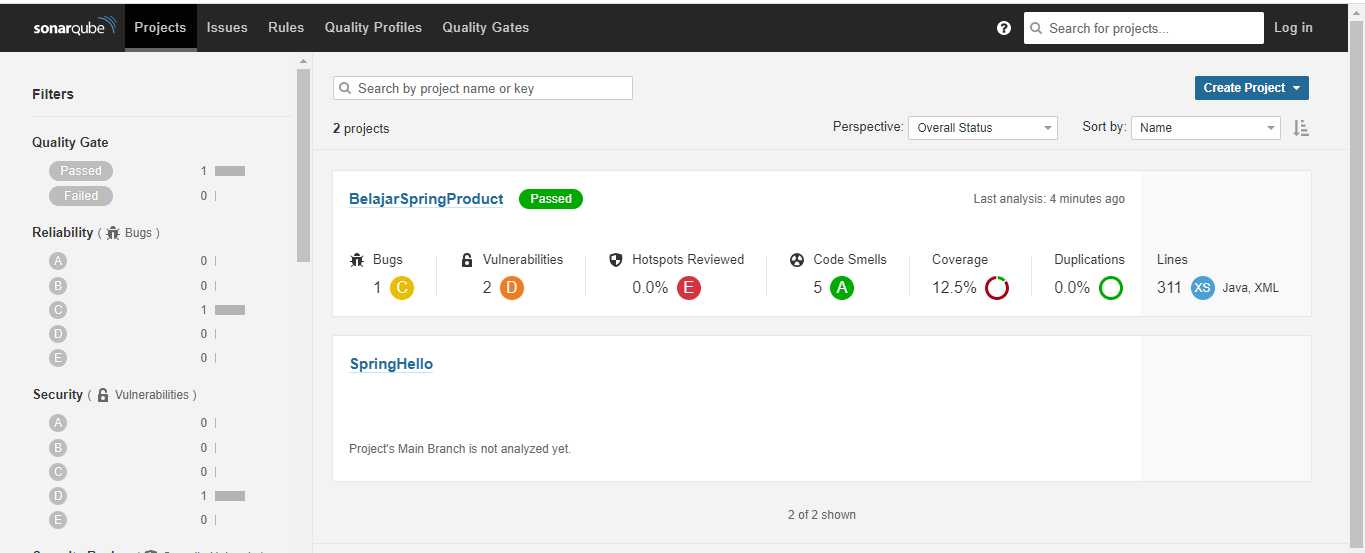 sonarqube Projects Issues Rules Quality Profiles Quality Gates ? Search for projects... Log in
Filters
Quality Gate
Passed 1
Failed 0
Reliability ( Bugs )
A 0
B 0
C 1
D 0
E 0
Security ( Vulnerabilities )
A 0
B 0
C 0
D 1
E 0
Search by project name or key
Create Project
2 projects
Perspective: Overall Status Sort by: Name
BelajarSpringProduct Passed Last analysis: 4 minutes ago
Bugs Vulnerabilities Hotspots Reviewed Code Smells Coverage Duplications Lines
1 C 2 D 0.0% E 5 A 12.5% 0.0% 311 XS Java, XML
SpringHello
Project's Main Branch is not analyzed yet.
2 of 2 shown